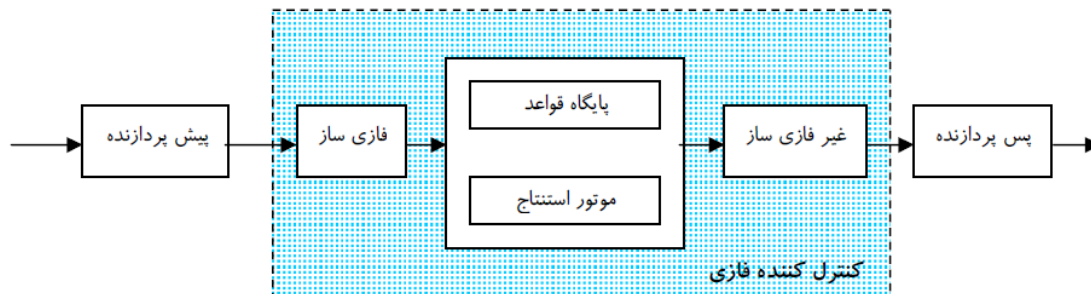 پیش پردازنده
فازی ساز
پایگاه قواعد
موتور استنتاج
غیر فازی ساز
پس پردازنده
کنترل کننده فازی